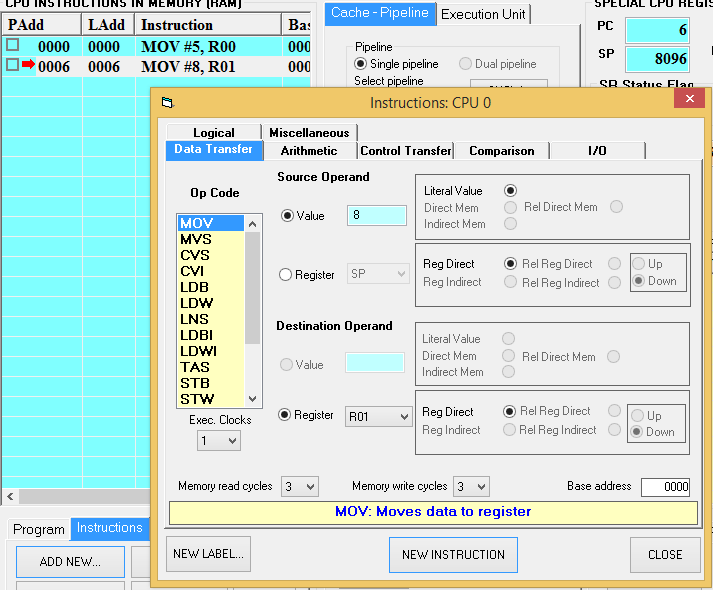 CPU INSTRUCTIONS IN MEMORY (RAM)
PAdd LAdd Instruction Bas
0000 0000 MOV #5, R00 000
0006 0006 MOV #8, R01 000
Cache - Pipeline Execution Unit
Pipeline
Single pipeline Dual pipeline
Select pipeline
SPECIAL CPU REGIS
PC 6
SP 8096
SR Status Flag
Instructions: CPU 0
Logical Miscellaneous
Data Transfer Arithmetic Control Transfer Comparison I/O
Op Code
MOV
MVS
CVS
CVI
LDB
LDW
LNS
LDBI
LDWI
TAS
STB
STW
Exec. Clocks
1
Source Operand
Value 8
Literal Value
Direct Mem Rel Direct Mem
Indirect Mem
Register SP
Reg Direct Rel Reg Direct Up
Reg Indirect Rel Reg Indirect Down
Destination Operand
Value
Literal Value
Direct Mem Rel Direct Mem
Indirect Mem
Register R01
Reg Direct Rel Reg Direct Up
Reg Indirect Rel Reg Indirect Down
Memory read cycles 3 Memory write cycles 3 Base address 0000
MOV: Moves data to register
NEW LABEL... NEW INSTRUCTION CLOSE
Program Instructions
ADD NEW...